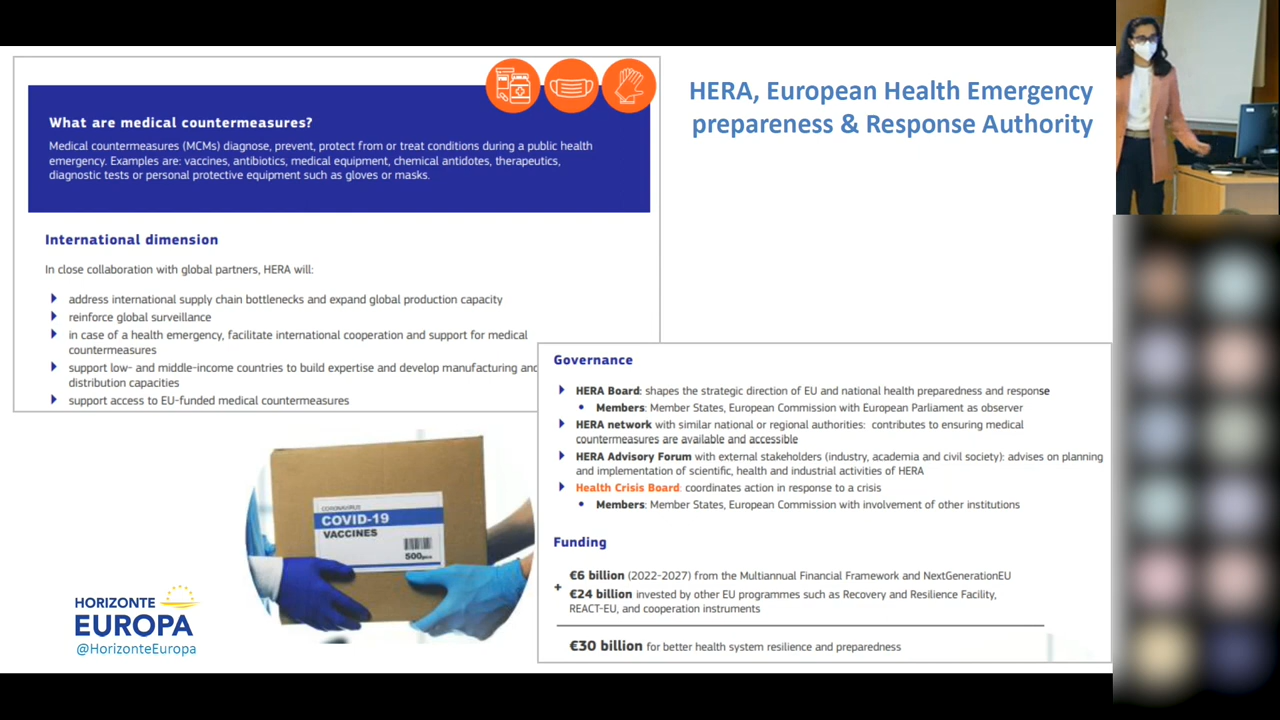 HERA, European Health Emergency
prepareness & Response Authority
What are medical countermeasures?
Medical countermeasures (MCMs) diagnose, prevent, protect from or treat conditions during a public health
emergency. Examples are: vaccines, antibiotics, medical equipment, chemical antidotes, therapeutics,
diagnostic tests or personal protective equipment such as gloves or masks.
International dimension
In close collaboration with global partners, HERA will:
address international supply chain bottlenecks and expand global production capacity
reinforce global surveillance
in case of a health emergency, facilitate international cooperation and support for medical
countermeasures
support low- and middle-income countries to build expertise and develop manufacturing and
distribution capacities
support access to EU-funded medical countermeasures
Governance
HERA Board: shapes the strategic direction of EU and national health preparedness and response
• Members: Member States, European Commission with European Parliament as observer
HERA network with similar national or regional authorities: contributes to ensuring medical
countermeasures are available and accessible
HERA Advisory Forum with external stakeholders (industry, academia and civil society): advises on planning
and implementation of scientific, health and industrial activities of HERA
Health Crisis Board: coordinates action in response to a crisis
• Members: Member States, European Commission with involvement of other institutions
Funding
€6 billion (2022-2027) from the Multiannual Financial Framework and NextGenerationEU
+
€24 billion invested by other EU programmes such as Recovery and Resilience Facility,
REACT-EU, and cooperation instruments
€30 billion for better health system resilience and preparedness
CORONAVIRUS
COVID-19
VACCINES
500pcs
HORIZONTE
EUROPA
@HorizonteEuropa